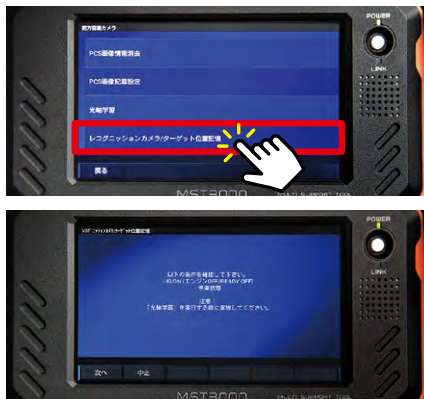 POWER
前方認識カメラ
PCS画像情報消去
LINK
PCS画像記録設定
光軸学習
レコグニッションカメラ/ターゲット位置記憶
戻る
MST3000
MULTI SUPPORT TOOL
POWER
ﾚｺｸﾞﾆｯｼｮﾝｶﾒﾗ/ﾀｰｹﾞｯﾄ位置記憶
LINK
以下の条件を確認して下さい。
-IG ON(エンジンOFF/READY OFF)
-停車状態
注意：
「光軸学習」を実行する前に実施してください。
次へ 中止
MST3000
MULTI SUPPORT TOOL